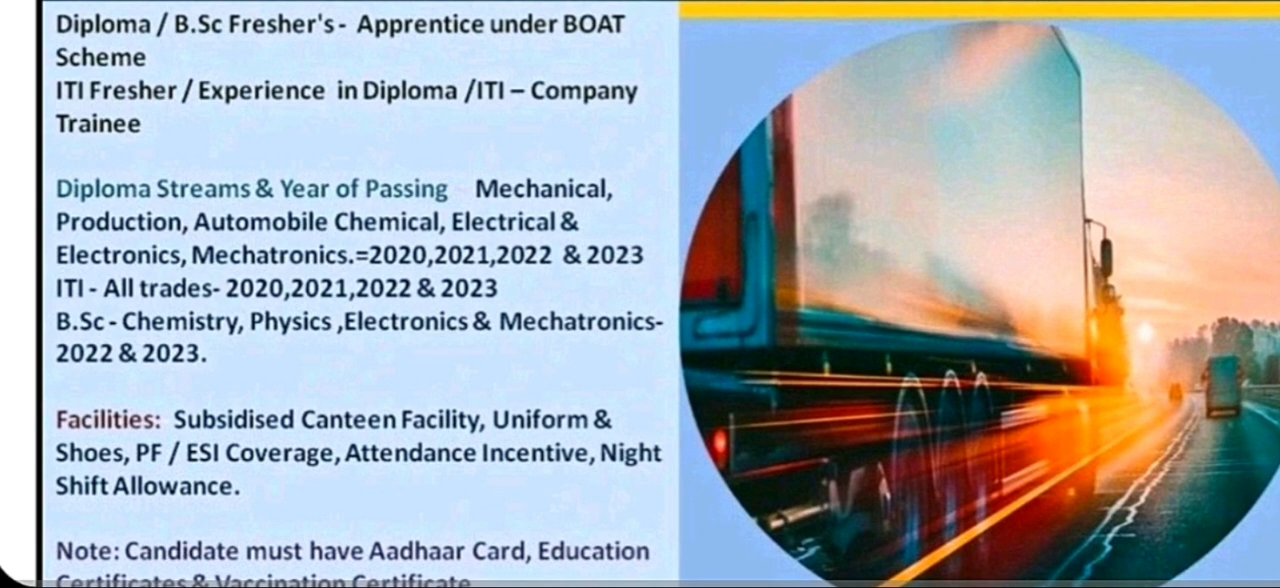 Diploma / B.Sc Fresher's - Apprentice under BOAT
Scheme
ITI Fresher / Experience in Diploma /ITI – Company
Trainee
Diploma Streams & Year of Passing Mechanical,
Production, Automobile Chemical, Electrical &
Electronics, Mechatronics.=2020,2021,2022 & 2023
ITI - All trades- 2020,2021,2022 & 2023
B.Sc - Chemistry, Physics ,Electronics & Mechatronics-
2022 & 2023.
Facilities: Subsidised Canteen Facility, Uniform &
Shoes, PF / ESI Coverage, Attendance Incentive, Night
Shift Allowance.
Note: Candidate must have Aadhaar Card, Education
Certificates & Vaccination Certificate